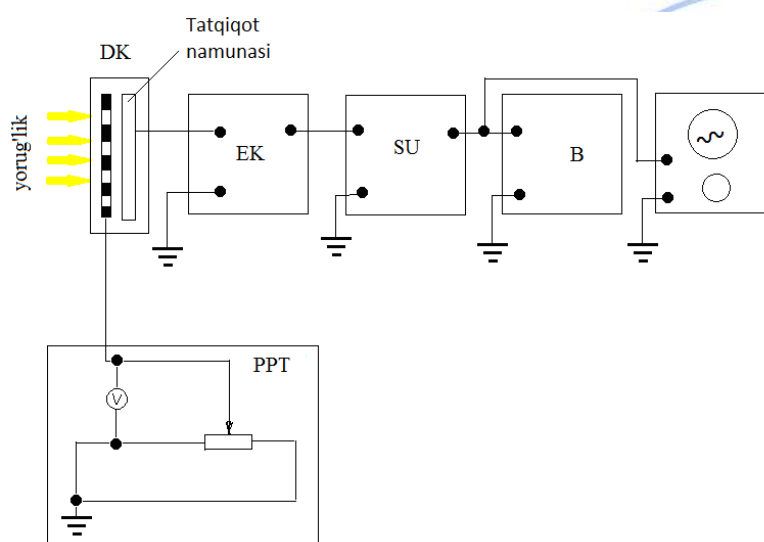 Tatqiqot
namunasi
DK
yorug'lik
EK
SU
B
PPT
V